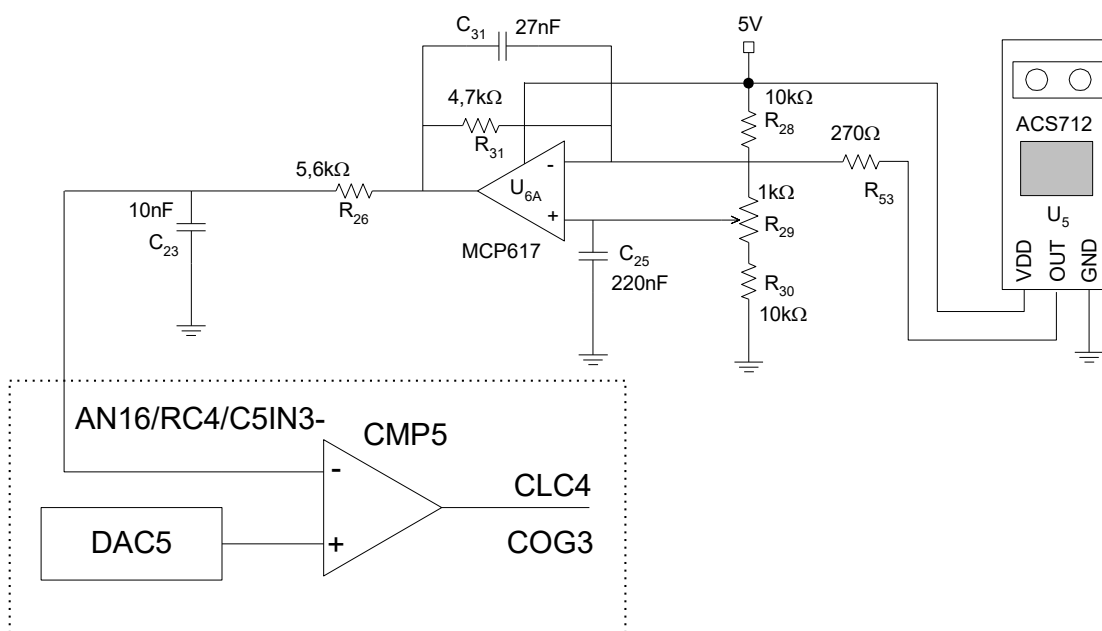 C31 27nF
5V
4,7kΩ
R31
10kΩ
R28
270Ω
R53
ACS712
5,6kΩ
R26
-
U6A
+
1kΩ
R29
U5
10nF
C23
MCP617
C25
220nF
R30
10kΩ
VDD
OUT
GND
AN16/RC4/C5IN3-
CMP5
-
CLC4
DAC5
+
COG3